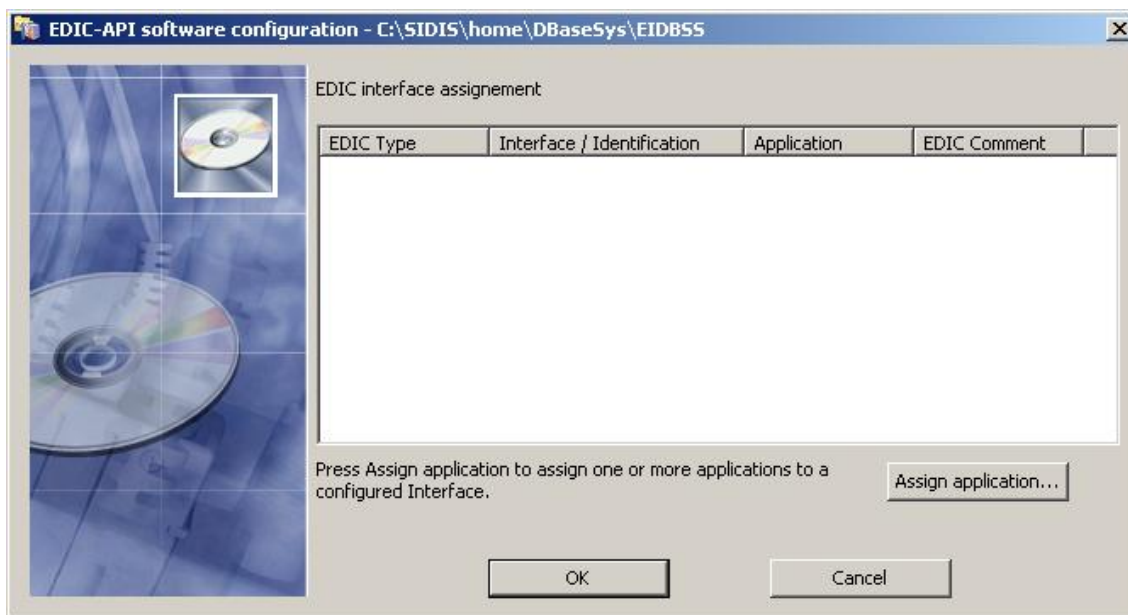 EDIC-API software configuration - C:\SIDIS\home\DBaseSys\EIDBSS
EDIC interface assignement
EDIC Type Interface / Identification Application EDIC Comment
Press Assign application to assign one or more applications to a
configured Interface.
Assign application...
OK Cancel